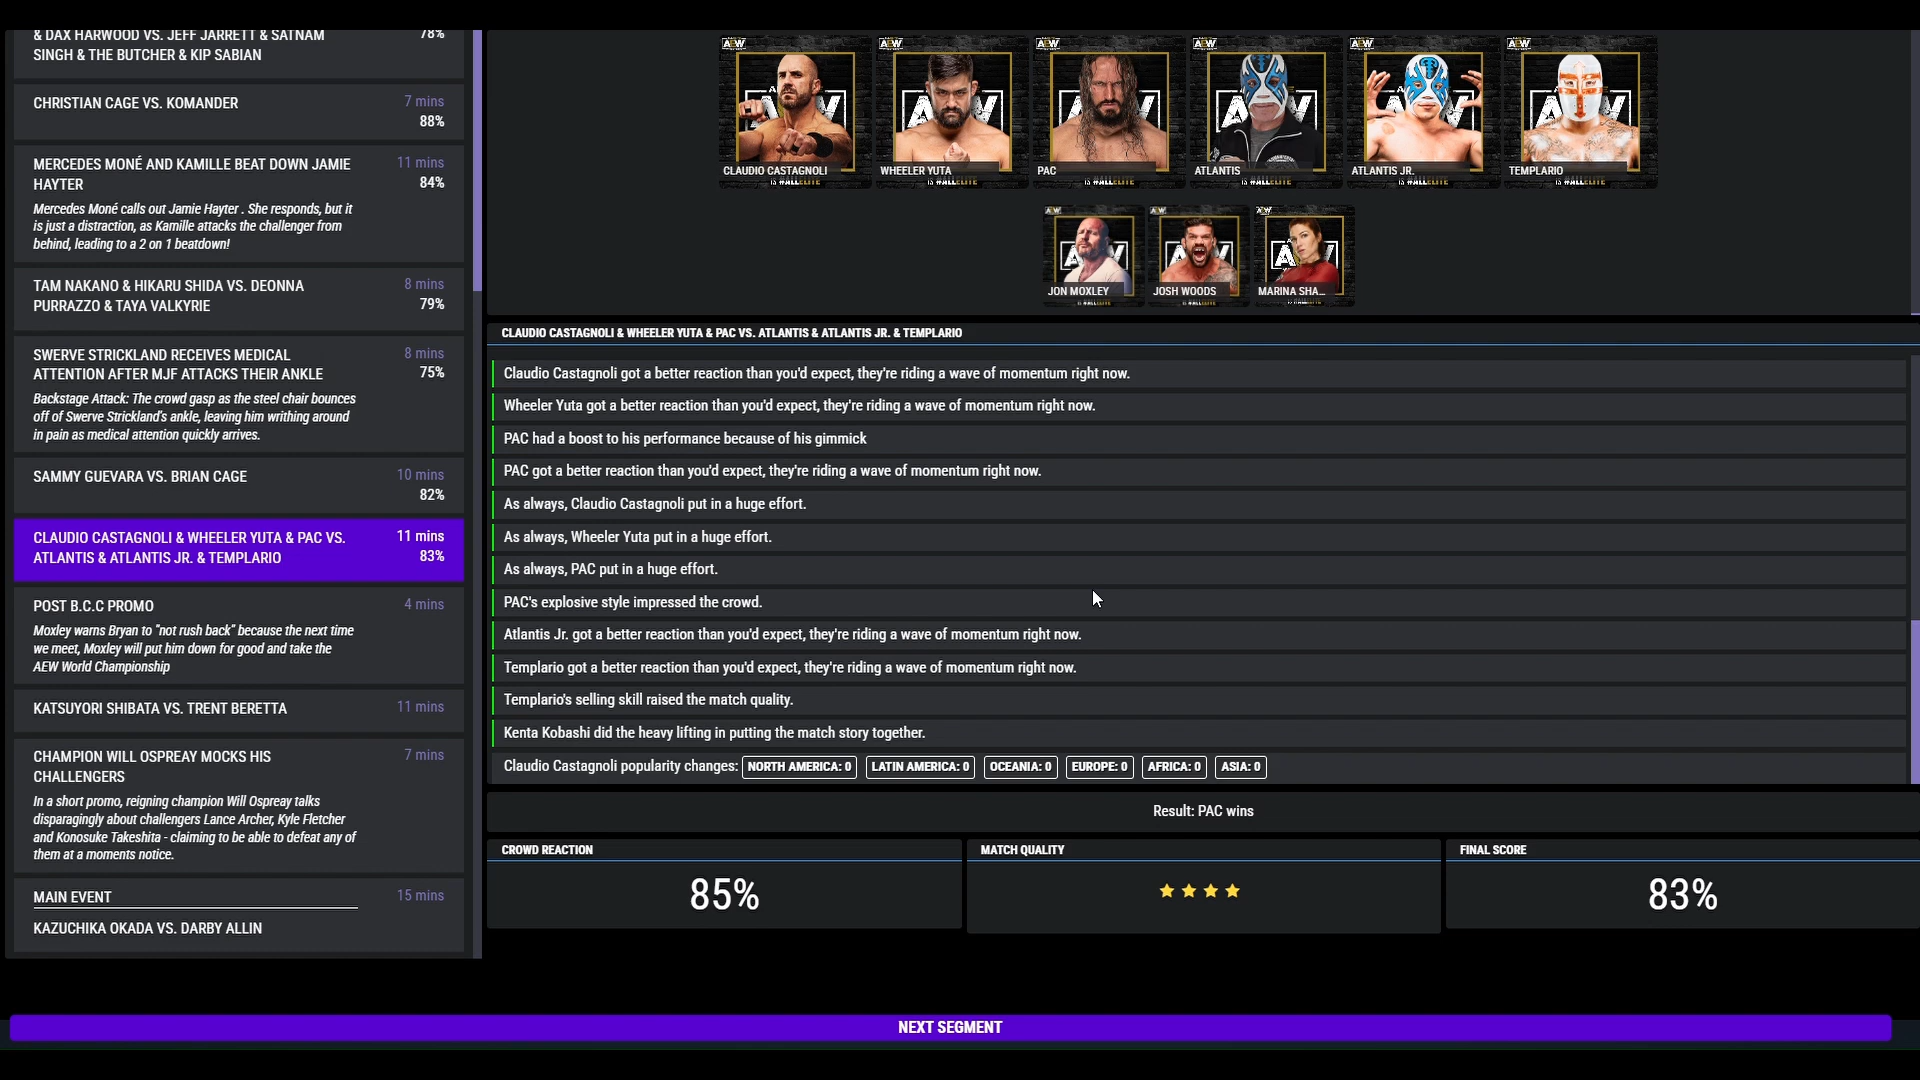 & DAX HARWOOD VS. JEFF JARRETT & SATNAM
SINGH & THE BUTCHER & KIP SABIAN
78%
CHRISTIAN CAGE VS. KOMANDER
7 mins
88%
MERCEDES MONÉ AND KAMILLE BEAT DOWN JAMIE
HAYTER
11 mins
84%
Mercedes Moné calls out Jamie Hayter . She responds, but it
is just a distraction, as Kamille attacks the challenger from
behind, leading to a 2 on 1 beatdown!
TAM NAKANO & HIKARU SHIDA VS. DEONNA
PURRAZZO & TAYA VALKYRIE
8 mins
79%
SWERVE STRICKLAND RECEIVES MEDICAL
ATTENTION AFTER MJF ATTACKS THEIR ANKLE
8 mins
75%
Backstage Attack: The crowd gasp as the steel chair bounces
off of Swerve Strickland's ankle, leaving him writhing around
in pain as medical attention quickly arrives.
SAMMY GUEVARA VS. BRIAN CAGE
10 mins
82%
CLAUDIO CASTAGNOLI & WHEELER YUTA & PAC VS.
ATLANTIS & ATLANTIS JR. & TEMPLARIO
11 mins
83%
POST B.C.C PROMO
4 mins
Moxley warns Bryan to "not rush back" because the next time
we meet, Moxley will put him down for good and take the
AEW World Championship
KATSUYORI SHIBATA VS. TRENT BERETTA
11 mins
CHAMPION WILL OSPREAY MOCKS HIS
CHALLENGERS
7 mins
In a short promo, reigning champion Will Ospreay talks
disparagingly about challengers Lance Archer, Kyle Fletcher
and Konosuke Takeshita - claiming to be able to defeat any of
them at a moments notice.
MAIN EVENT
15 mins
KAZUCHIKA OKADA VS. DARBY ALLIN
CLAUDIO CASTAGNOLI
WHEELER YUTA
PAC
ATLANTIS
ATLANTIS JR.
TEMPLARIO
JON MOXLEY
JOSH WOODS
MARINA SHA...
CLAUDIO CASTAGNOLI & WHEELER YUTA & PAC VS. ATLANTIS & ATLANTIS JR. & TEMPLARIO
Claudio Castagnoli got a better reaction than you'd expect, they're riding a wave of momentum right now.
Wheeler Yuta got a better reaction than you'd expect, they're riding a wave of momentum right now.
PAC had a boost to his performance because of his gimmick
PAC got a better reaction than you'd expect, they're riding a wave of momentum right now.
As always, Claudio Castagnoli put in a huge effort.
As always, Wheeler Yuta put in a huge effort.
As always, PAC put in a huge effort.
PAC's explosive style impressed the crowd.
Atlantis Jr. got a better reaction than you'd expect, they're riding a wave of momentum right now.
Templario got a better reaction than you'd expect, they're riding a wave of momentum right now.
Templario's selling skill raised the match quality.
Kenta Kobashi did the heavy lifting in putting the match story together.
Claudio Castagnoli popularity changes: NORTH AMERICA: 0 LATIN AMERICA: 0 OCEANIA: 0 EUROPE: 0 AFRICA: 0 ASIA: 0
Result: PAC wins
CROWD REACTION
85%
MATCH QUALITY
FINAL SCORE
83%
NEXT SEGMENT